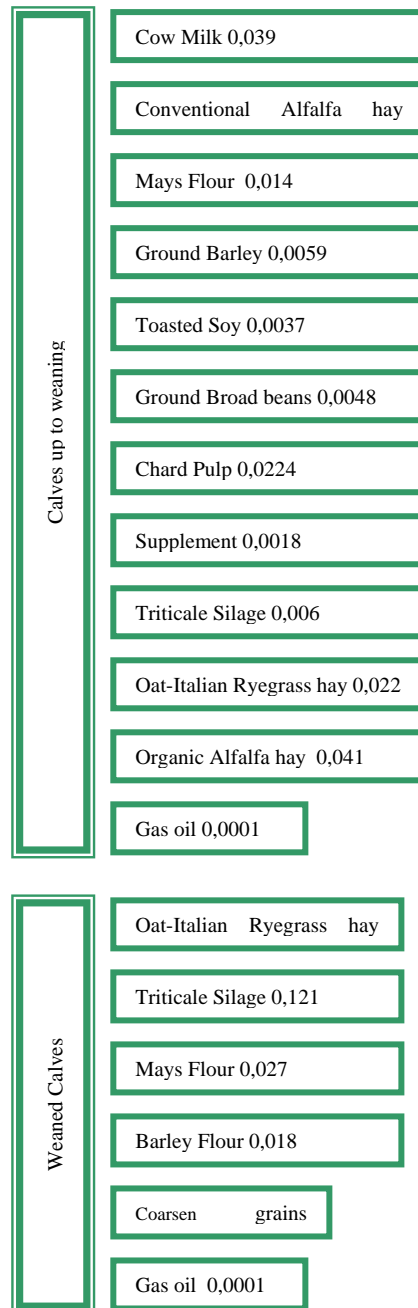 Calves up to weaning
Cow Milk 0,039
Conventional Alfalfa hay
Mays Flour 0,014
Ground Barley 0,0059
Toasted Soy 0,0037
Ground Broad beans 0,0048
Chard Pulp 0,0224
Supplement 0,0018
Triticale Silage 0,006
Oat-Italian Ryegrass hay 0,022
Organic Alfalfa hay 0,041
Gas oil 0,0001
Weaned Calves
Oat-Italian Ryegrass hay
Triticale Silage 0,121
Mays Flour 0,027
Barley Flour 0,018
Coarsen grains
Gas oil 0,0001